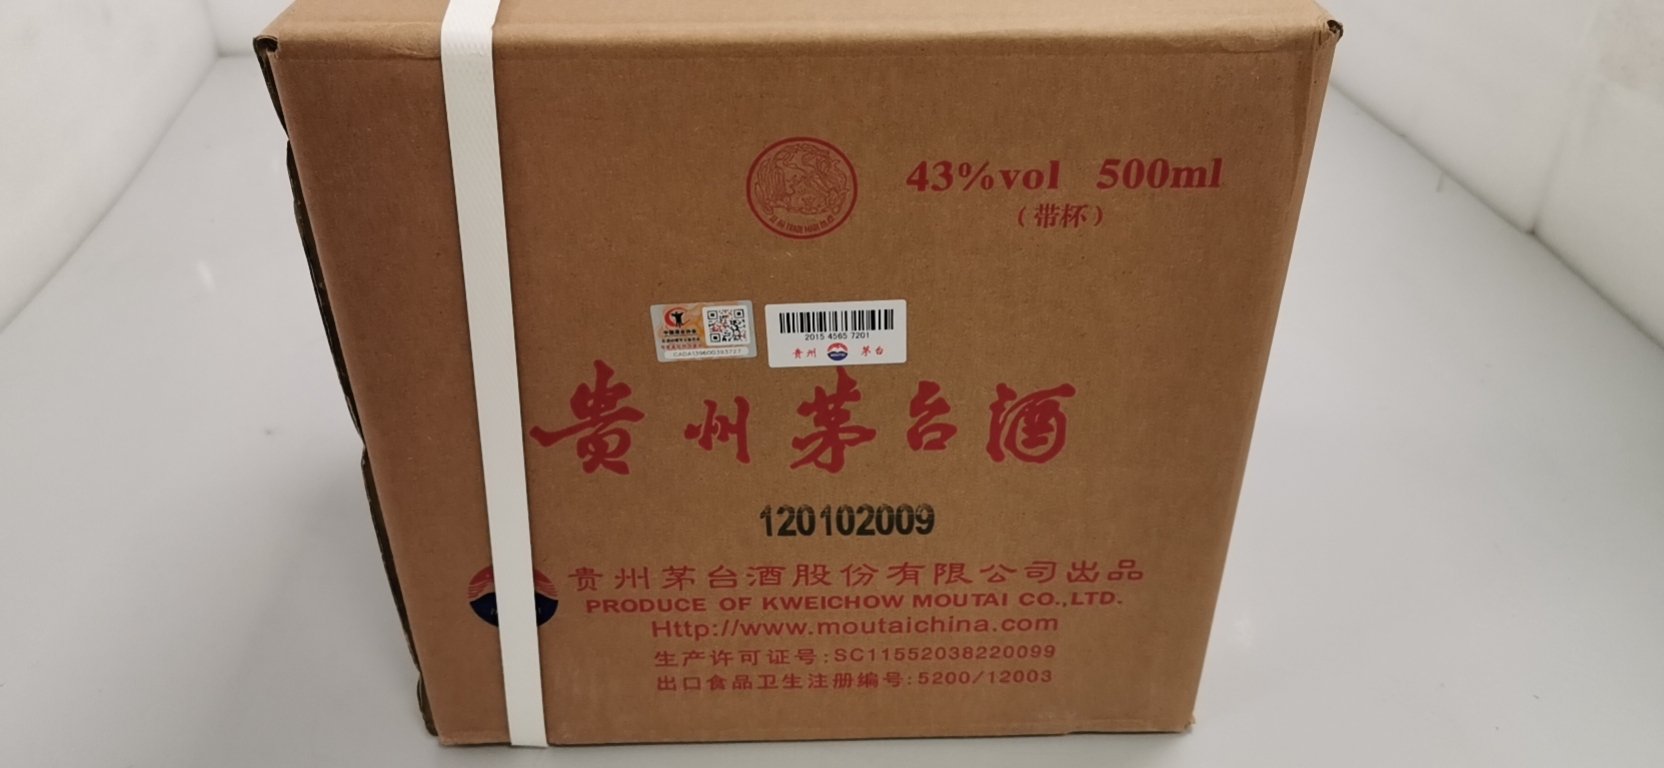 43%vol 500ml
（带杯）
CADA139600393727
2015 4565 7201
贵州 茅台
贵州茅台酒
120102009
贵州茅台酒股份有限公司出品
PRODUCE OF KWEICHOW MOUTAI CO.,LTD.
Http://www.moutaichina.com
生产许可证号:SC11552038220099
出口食品卫生注册编号:5200/12003